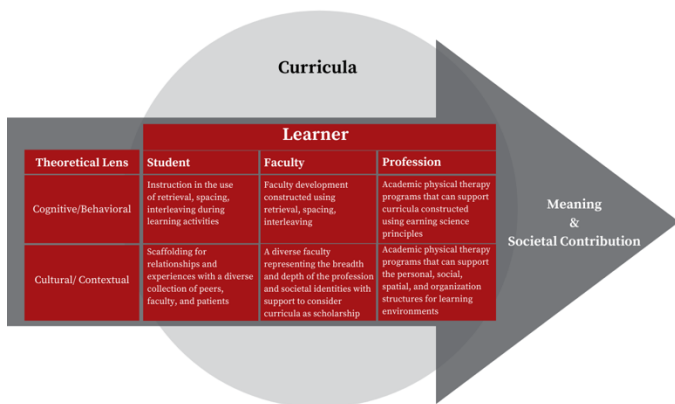 Curricula
Learner
Theoretical Lens
Student
Faculty
Profession
Cognitive/Behavioral
Instruction in the use
of retrieval, spacing,
interleaving during
learning activities
Faculty development
constructed using
retrieval, spacing,
interleaving
Academic physical therapy
programs that can support
curricula constructed
using earning science
principles
Cultural/ Contextual
Scaffolding for
relationships and
experiences with a diverse
collection of peers,
faculty, and patients
A diverse faculty
representing the breadth
and depth of the profession
and societal identities with
support to consider
curricula as scholarship
Academic physical therapy
programs that can support
the personal, social,
spatial, and organization
structures for learning
environments
Meaning
&
Societal Contribution